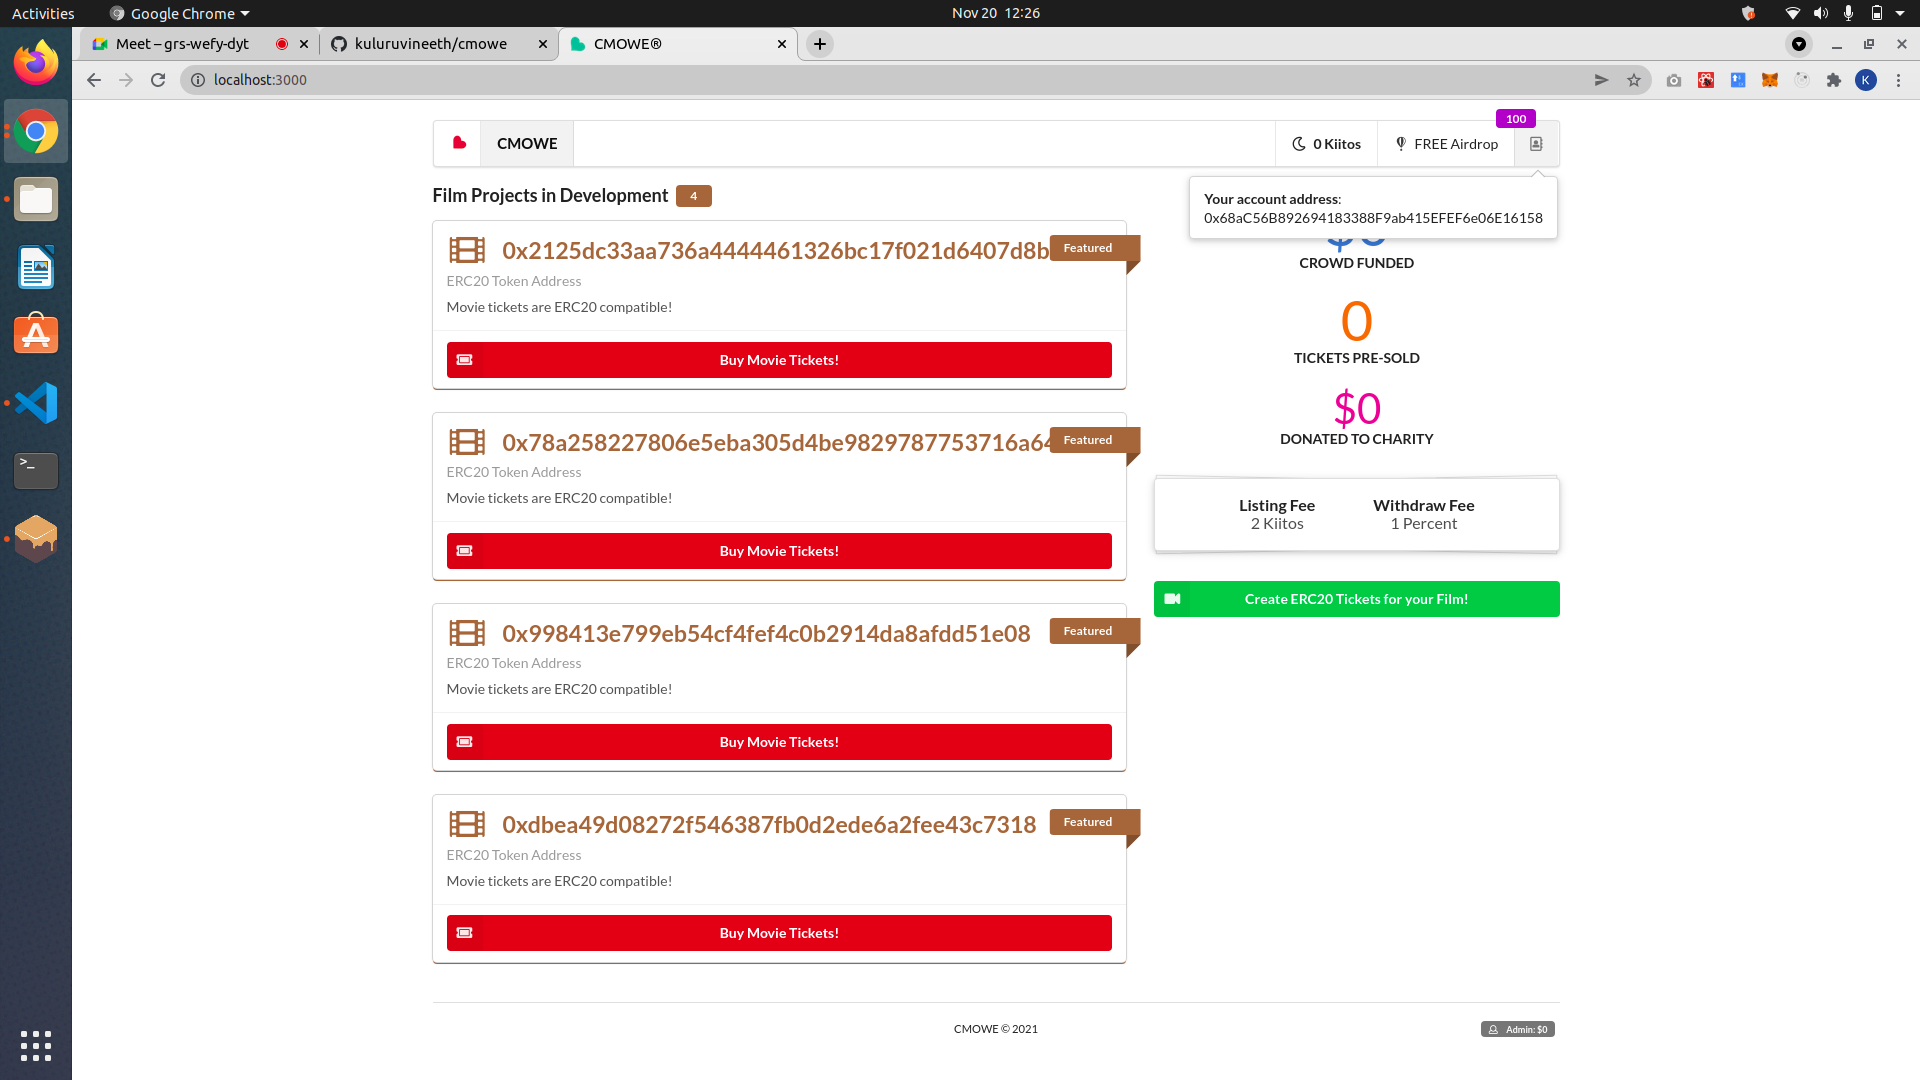 Activities
Google Chrome
Nov 20 12:26
Meet – grs-wefy-dyt
kuluruvineeth/cmowe
CMOWE®
localhost:3000
K
100
CMOWE
0 Kiitos
FREE Airdrop
Film Projects in Development 4
Your account address:
0x68aC56B892694183388F9ab415EFEF6e06E16158
0x2125dc33aa736a4444461326bc17f021d6407d8b
Featured
ERC20 Token Address
Movie tickets are ERC20 compatible!
Buy Movie Tickets!
0x78a258227806e5eba305d4be9829787753716a64
Featured
ERC20 Token Address
Movie tickets are ERC20 compatible!
Buy Movie Tickets!
0x998413e799eb54cf4fef4c0b2914da8afdd51e08
Featured
ERC20 Token Address
Movie tickets are ERC20 compatible!
Buy Movie Tickets!
0xdbea49d08272f546387fb0d2ede6a2fee43c7318
Featured
ERC20 Token Address
Movie tickets are ERC20 compatible!
Buy Movie Tickets!
$0
CROWD FUNDED
0
TICKETS PRE-SOLD
$0
DONATED TO CHARITY
Listing Fee
2 Kiitos
Withdraw Fee
1 Percent
Create ERC20 Tickets for your Film!
CMOWE © 2021
Admin: $0